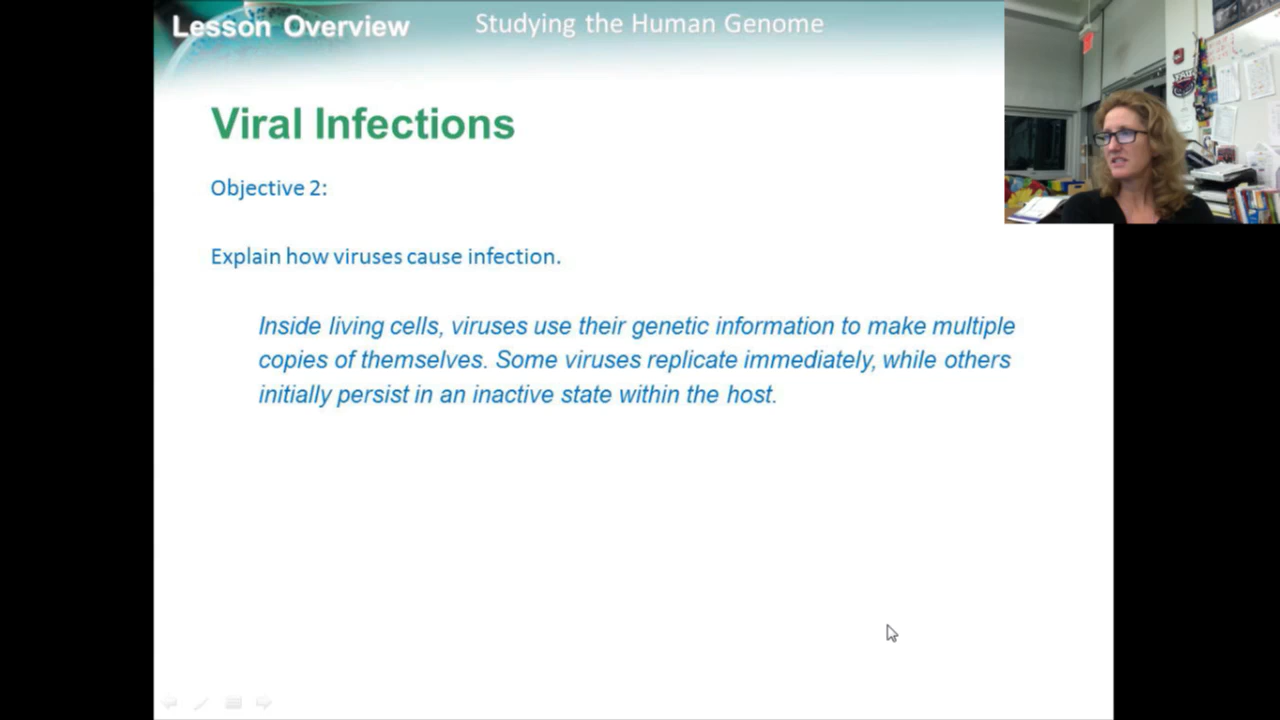 Lesson Overview Studying the Human Genome
Viral Infections
Objective 2:
Explain how viruses cause infection.
Inside living cells, viruses use their genetic information to make multiple
copies of themselves. Some viruses replicate immediately, while others
initially persist in an inactive state within the host.